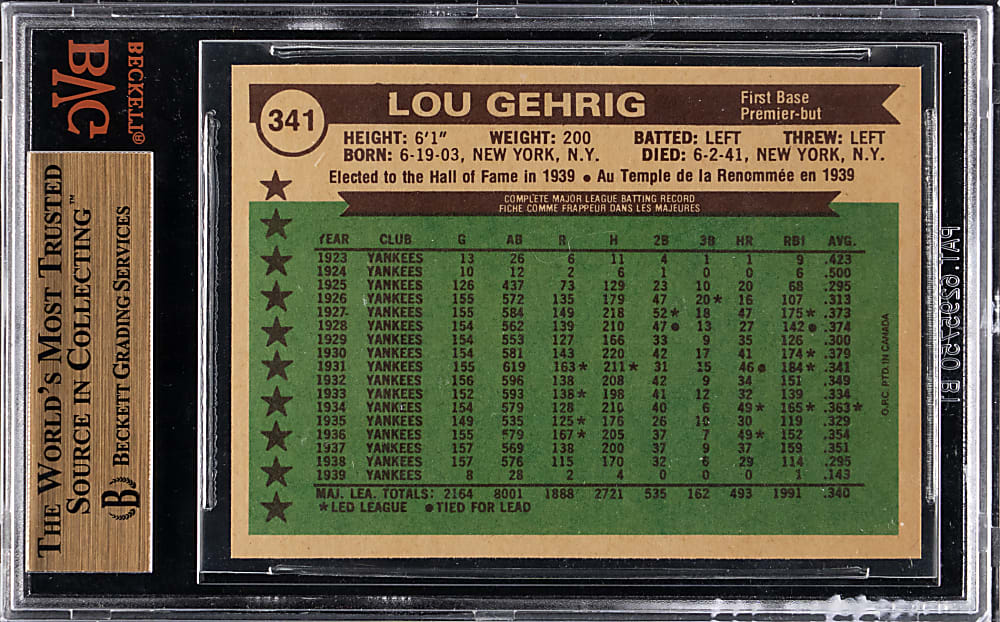 BVG
BECKETT®
THE WORLD'S MOST TRUSTED
SOURCE IN COLLECTING™
B BECKETT GRADING SERVICES
341
LOU GEHRIG
First Base
Premier-but
HEIGHT: 6'1" WEIGHT: 200 BATTED: LEFT THREW: LEFT
BORN: 6-19-03, NEW YORK, N.Y. DIED: 6-2-41, NEW YORK, N.Y.
Elected to the Hall of Fame in 1939 ● Au Temple de la Renommée en 1939
COMPLETE MAJOR LEAGUE BATTING RECORD
FICHE COMME FRAPPEUR DANS LES MAJEURES
YEAR CLUB G AB R H 2B 3B HR RBI AVG.
1923 YANKEES 13 26 6 11 4 1 1 9 .423
1924 YANKEES 10 12 2 6 1 0 0 6 .500
1925 YANKEES 126 437 73 129 23 10 20 68 .295
1926 YANKEES 155 572 135 179 47 20★ 16 107 .313
1927 YANKEES 155 584 149 218 52★ 18 47 175★ .373
1928 YANKEES 154 562 139 210 47● 13 27 142● .374
1929 YANKEES 154 553 127 166 33 9 35 126 .300
1930 YANKEES 154 581 143 220 42 17 41 174★ .379
1931 YANKEES 155 619 163★ 211★ 31 15 46● 184★ .341
1932 YANKEES 156 596 138 208 42 9 34 151 .349
1933 YANKEES 152 593 138★ 198 41 12 32 139 .334
1934 YANKEES 154 579 128 210 40 6 49★ 165★ .363★
1935 YANKEES 149 535 125★ 176 26 10 30 119 .329
1936 YANKEES 155 579 167★ 205 37 7 49★ 152 .354
1937 YANKEES 157 569 138 200 37 9 37 159 .351
1938 YANKEES 157 576 115 170 32 6 29 114 .295
1939 YANKEES 8 28 2 4 0 0 0 1 .143
MAJ. LEA. TOTALS: 2164 8001 1888 2721 535 162 493 1991 .340
★LED LEAGUE ●TIED FOR LEAD
O.P.C. PTD. IN CANADA